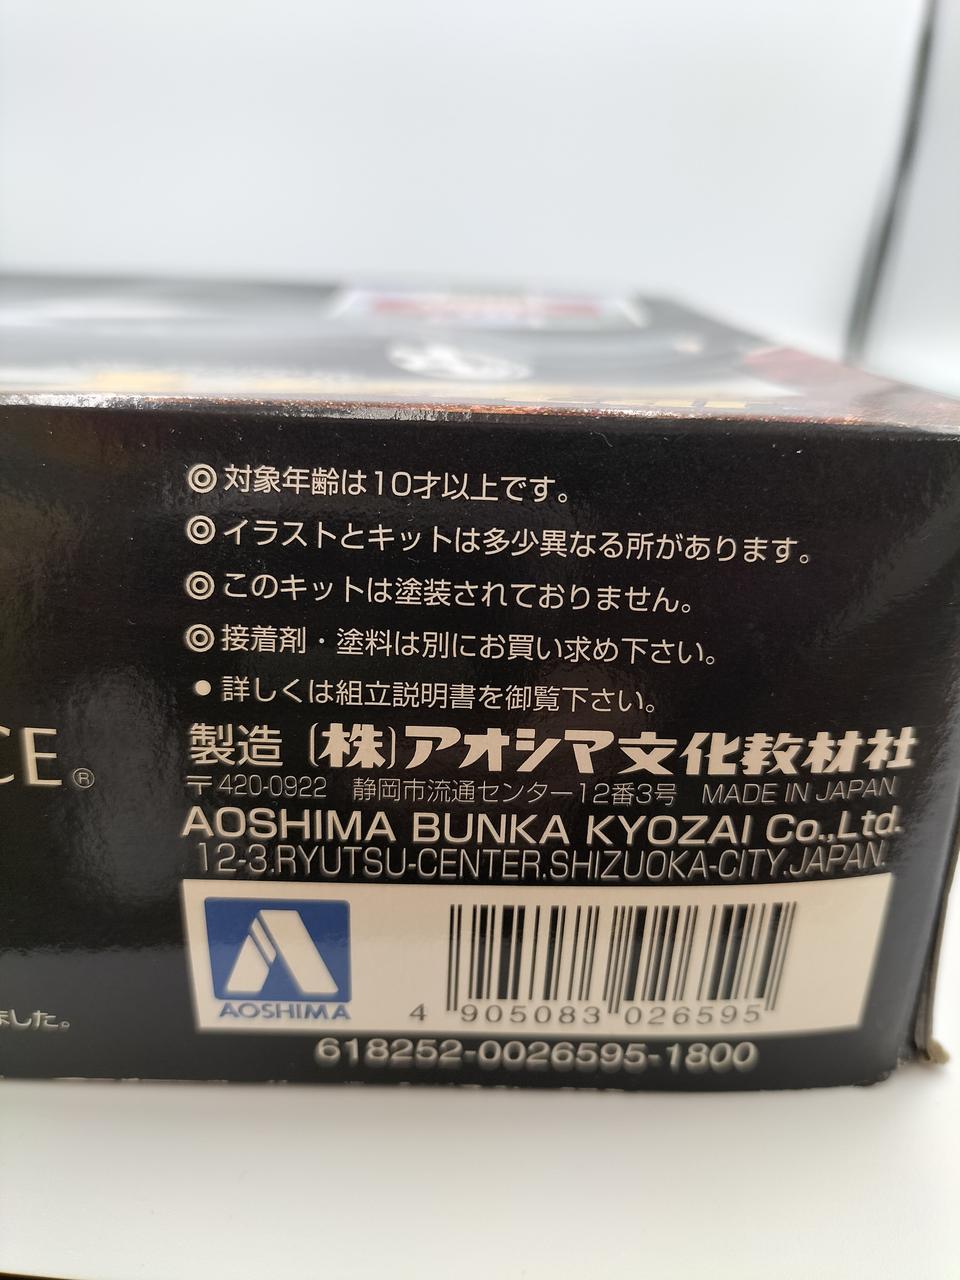 ◎対象年齢は10才以上です。
◎イラストとキットは多少異なる所があります。
◎このキットは塗装されておりません。
◎接着剤・塗料は別にお買い求め下さい。
●詳しくは組立説明書を御覧下さい。
CE®
製造 (株)アオシマ文化教材社
〒420-0922 静岡市流通センター12番3号 MADE IN JAPAN
AOSHIMA BUNKA KYOZAI Co.,Ltd.
12-3.RYUTSU-CENTER.SHIZUOKA-CITY.JAPAN.
AOSHIMA
4 905083 026595
618252-0026595-1800
ました。